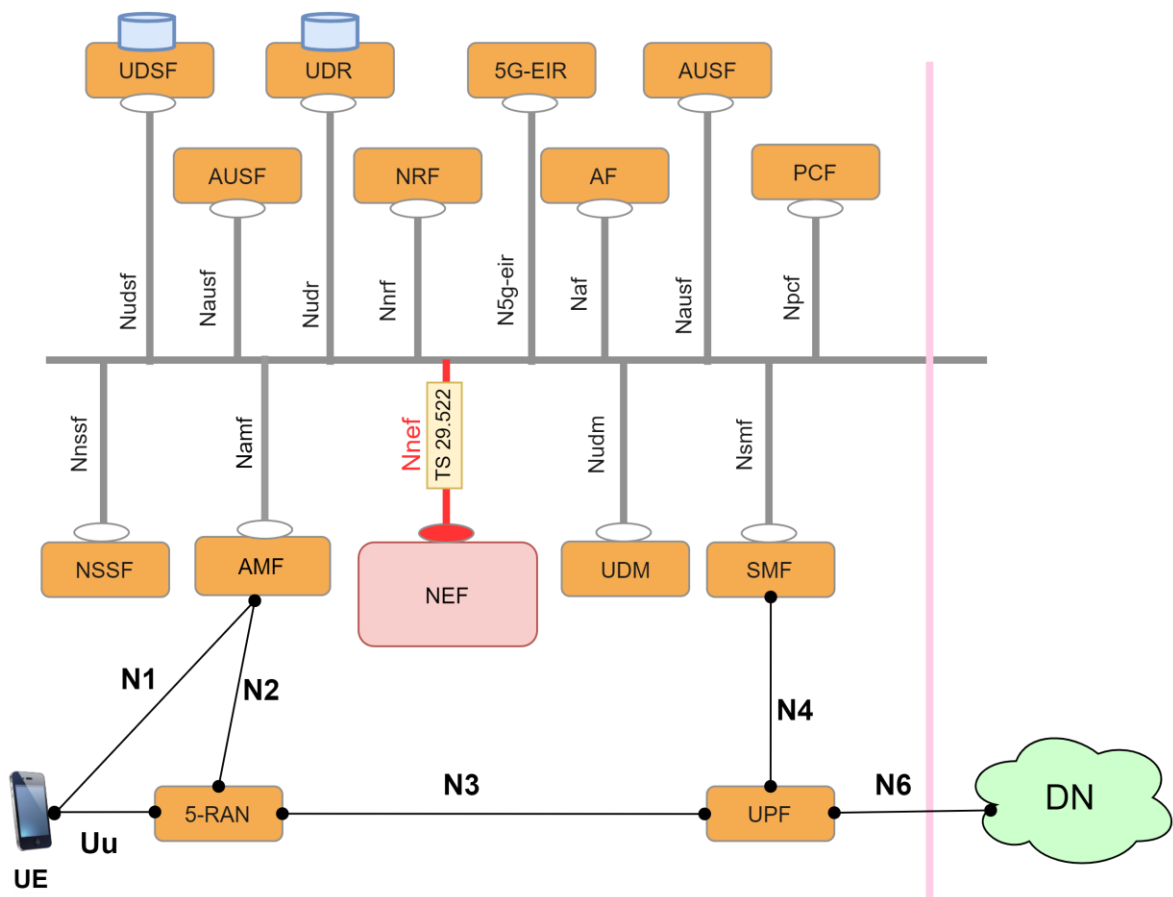 UDSF
UDR
5G-EIR
AUSF
AUSF
NRF
AF
PCF
Nudsf
Nausf
Nudr
Nnrf
N5g-eir
Naf
Nausf
Npcf
Nnssf
Namf
Nnef
TS 29.522
Nudm
Nsmf
NSSF
AMF
NEF
UDM
SMF
N1
N2
N4
N3
N6
5-RAN
UPF
DN
Uu
UE